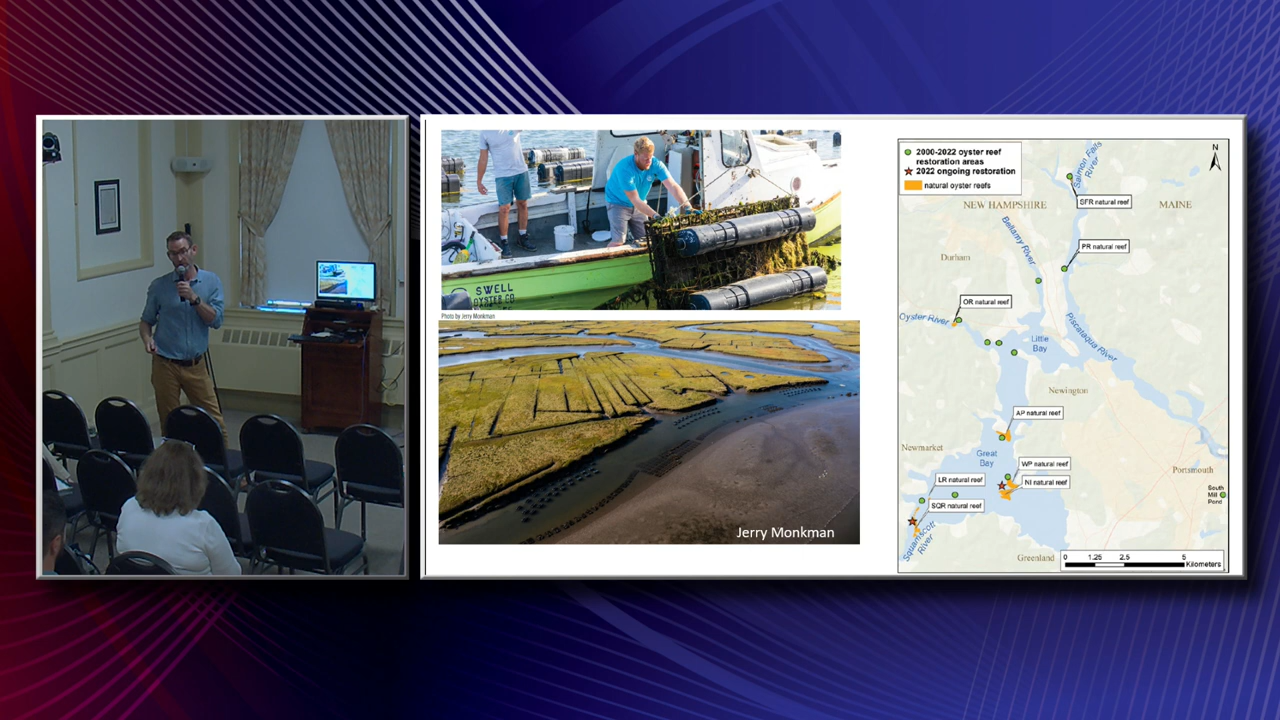 SWELL
OYSTER CO
Photo by Jerry Monkman
Jerry Monkman
2000-2022 oyster reef
restoration areas
2022 ongoing restoration
natural oyster reefs
N
Salmon Falls
River
SFR natural reef
NEW HAMPSHIRE
MAINE
Bellamy River
PR natural reef
Durham
OR natural reef
Oyster River
Little
Bay
Piscataqua River
Newington
AP natural reef
Newmarket
Great
Bay
WP natural reef
NI natural reef
LR natural reef
SQR natural reef
Portsmouth
South
Mill
Pond
Squamscott
River
Greenland
0 1.25 2.5 5
Kilometers